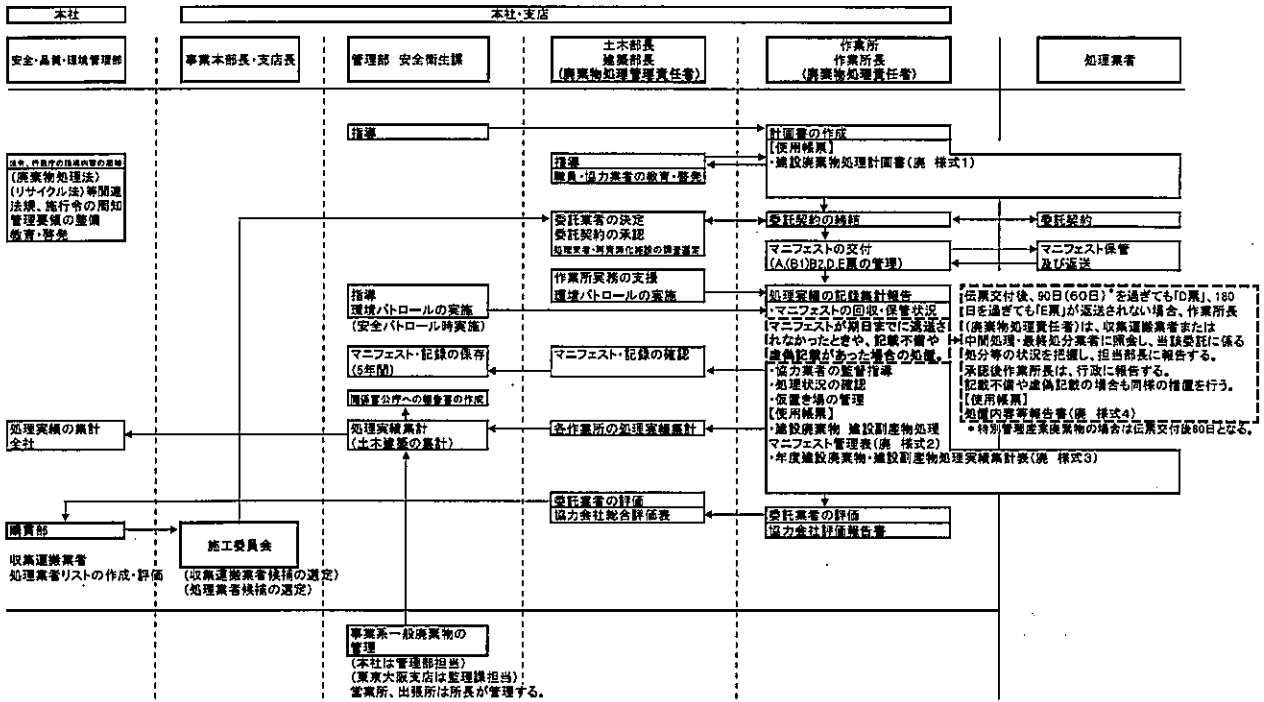 本社
本社・支店
安全・品質・環境管理部
事業本部長・支店長
管理部 安全衛生課
土木部長
建築部長
(廃棄物処理管理責任者)
作業所
作業所長
(廃棄物処理責任者)
処理業者
指導
計画書の作成
【使用帳票】
・建設廃棄物処理計画書(廃 様式1)
(廃棄物処理法)
(リサイクル法)等関連
法規、施行令の周知
管理要領の整備
教育・啓発
指導
職員・協力業者の教育・啓発
委託業者の決定
委託契約の承認
処理業者・再資源化施設の調査選定
委託契約の締結
委託契約
マニフェストの交付
(A,(B1)B2,D,E票の管理)
マニフェスト保管
及び返送
作業所実務の支援
環境パトロールの実施
指導
環境パトロールの実施
(安全パトロール時実施)
処理実績の記録集計報告
・マニフェストの回収・保管状況
マニフェストが期日までに返送さ
れなかったときや、記載不備や
虚偽記載があった場合の処置。
・協力業者の監督指導
・処理状況の確認
・仮置き場の管理
【使用帳票】
・建設廃棄物 建設副産物処理
マニフェスト管理表(廃 様式2)
・年度建設廃棄物・建設副産物処理実績集計表(廃 様式3)
伝票交付後、90日(60日)*を過ぎても「D票」、180
日を過ぎても「E票」が返送されない場合、作業所長
(廃棄物処理責任者)は、収集運搬業者または
中間処理・最終処分業者に照会し、当該委託に係る
処分等の状況を把握し、担当部長に報告する。
承認後作業所長は、行政に報告する。
記載不備や虚偽記載の場合も同様の措置を行う。
【使用帳票】
処置内容等報告書(廃 様式4)
*特別管理産業廃棄物の場合は伝票交付後60日となる。
マニフェスト・記録の保存
(5年間)
マニフェスト・記録の確認
関係官公庁への報告書の作成
処理実績の集計
全社
処理実績集計
(土木建築の集計)
各作業所の処理実績集計
委託業者の評価
協力会社総合評価表
委託業者の評価
協力会社評価報告書
購買部
収集運搬業者
処理業者リストの作成・評価
施工委員会
(収集運搬業者候補の選定)
(処理業者候補の選定)
事業系一般廃棄物の
管理
(本社は管理部担当)
(東京大阪支店は監理課担当)
営業所、出張所は所長が管理する。